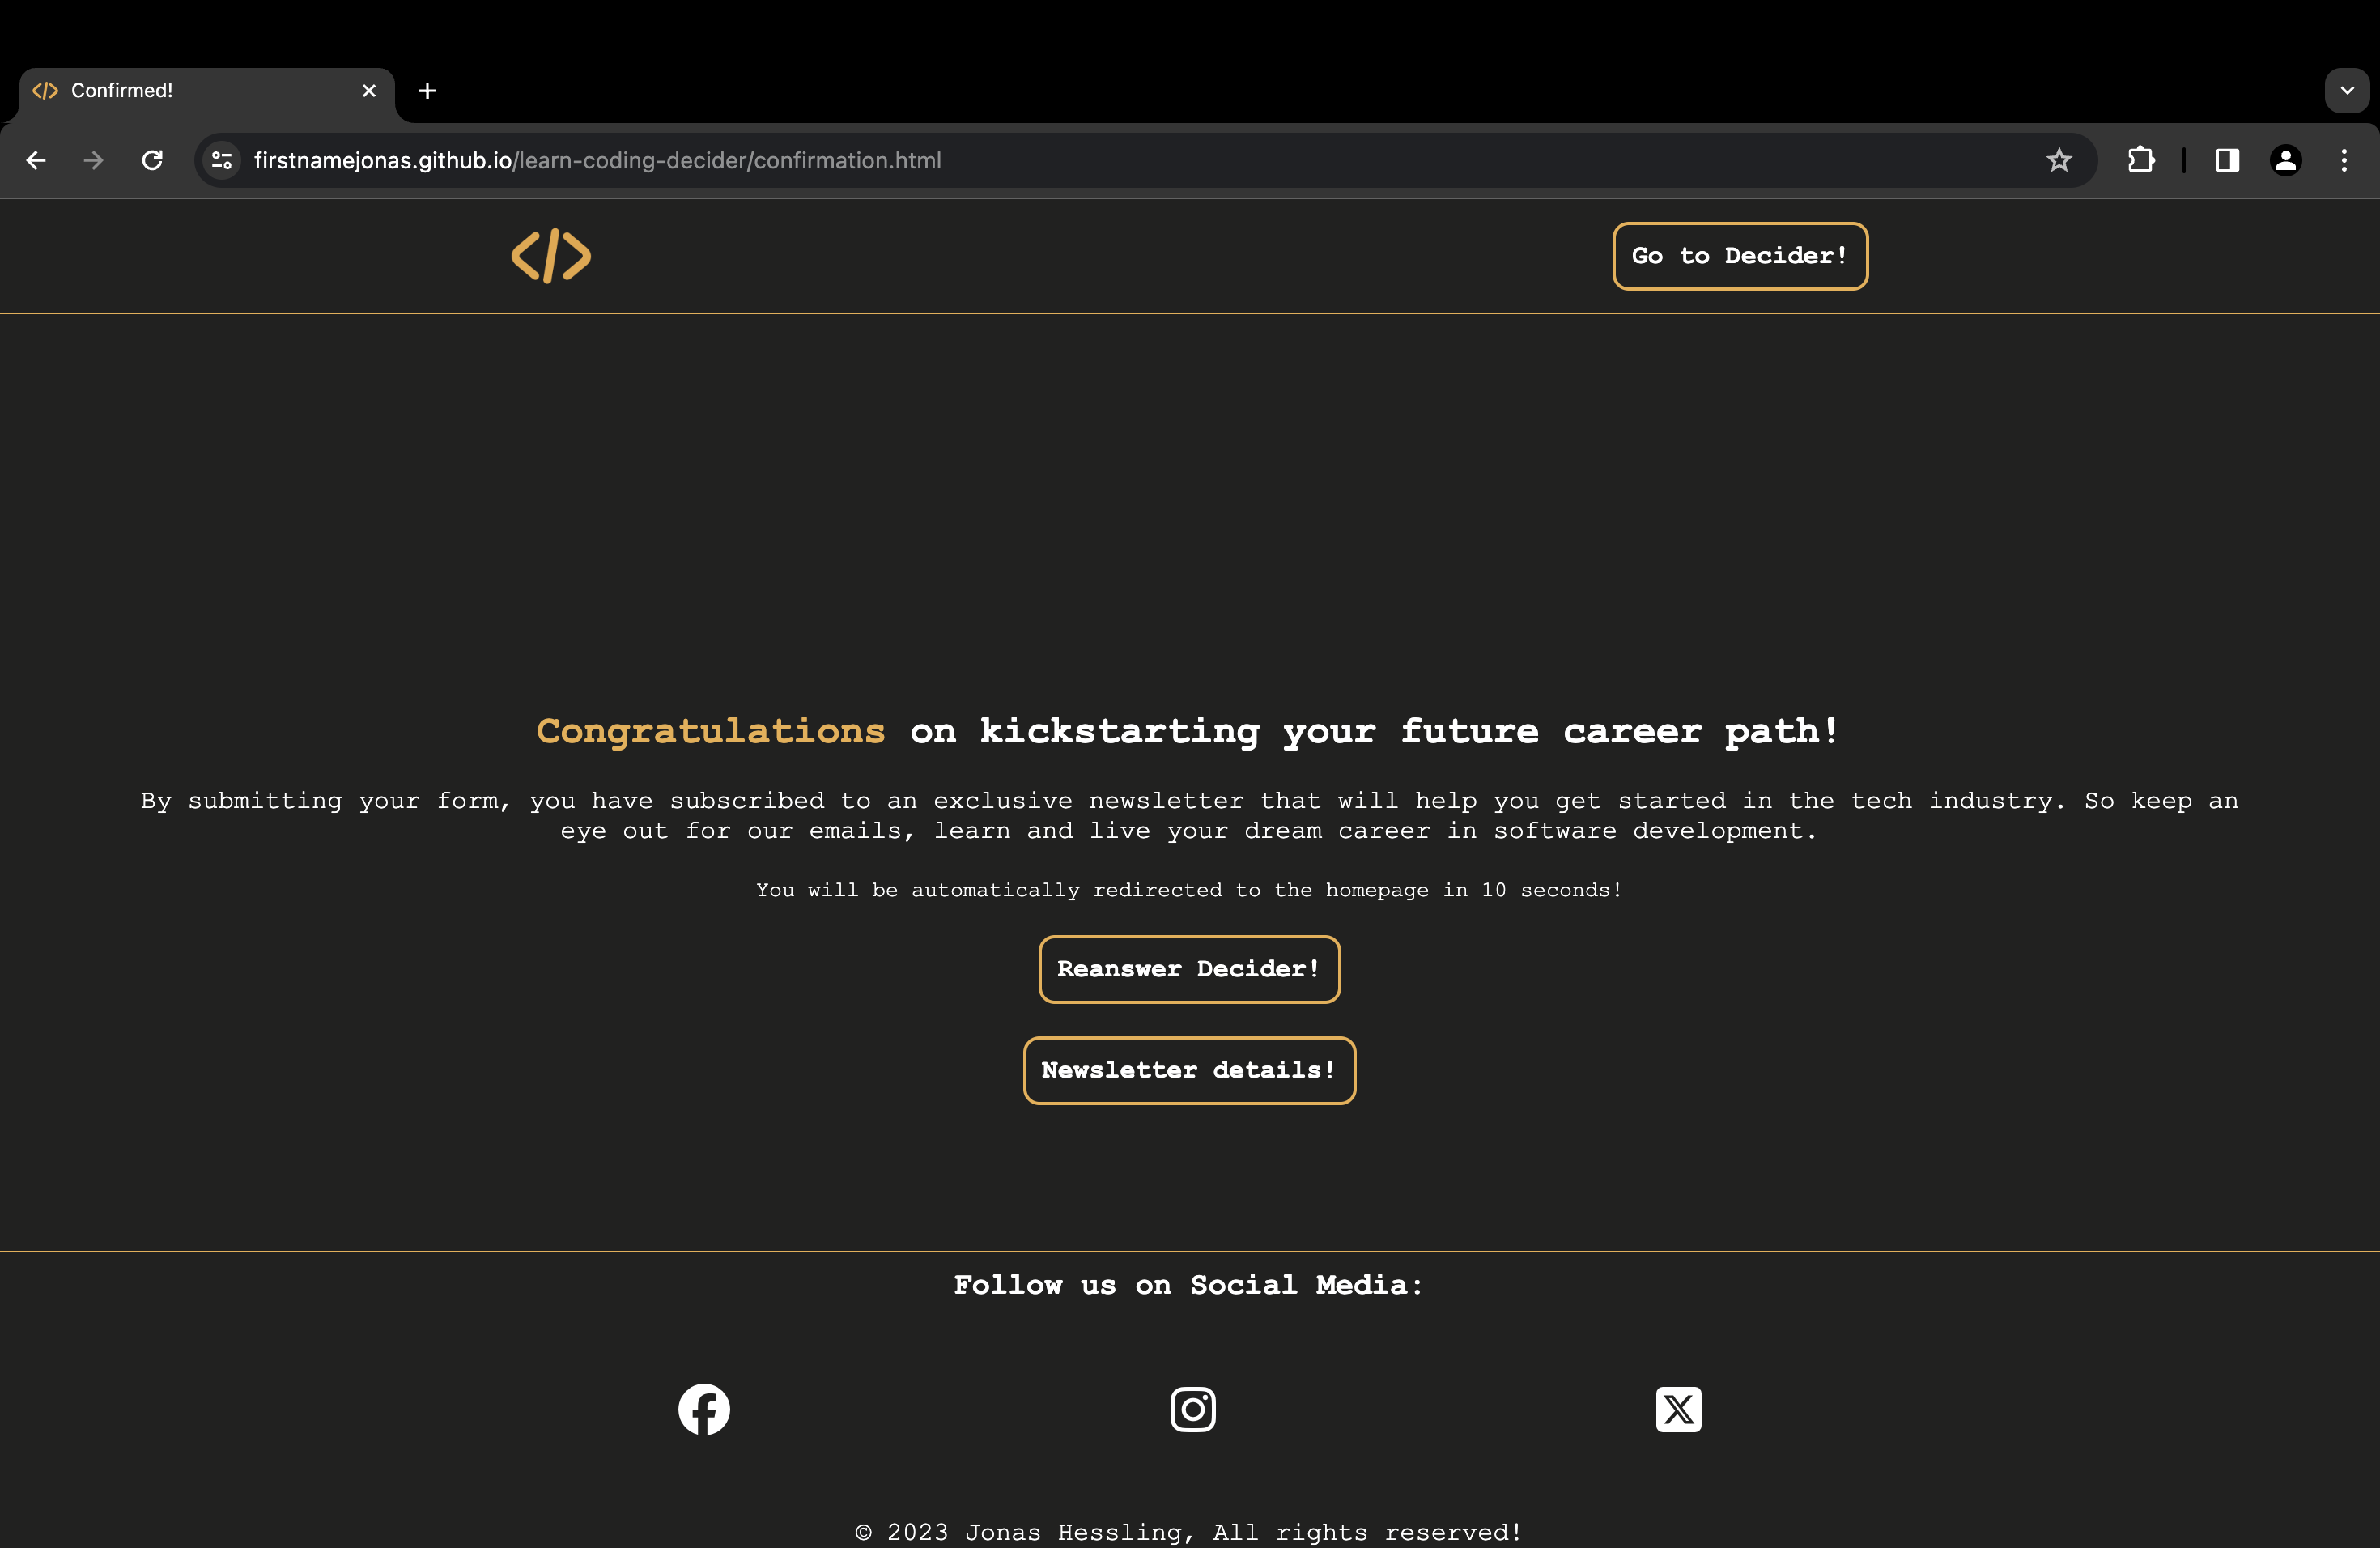 Confirmed!
firstnamejonas.github.io/learn-coding-decider/confirmation.html
</>
Go to Decider!
Congratulations on kickstarting your future career path!
By submitting your form, you have subscribed to an exclusive newsletter that will help you get started in the tech industry. So keep an
eye out for our emails, learn and live your dream career in software development.
You will be automatically redirected to the homepage in 10 seconds!
Reanswer Decider!
Newsletter details!
Follow us on Social Media:
© 2023 Jonas Hessling, All rights reserved!